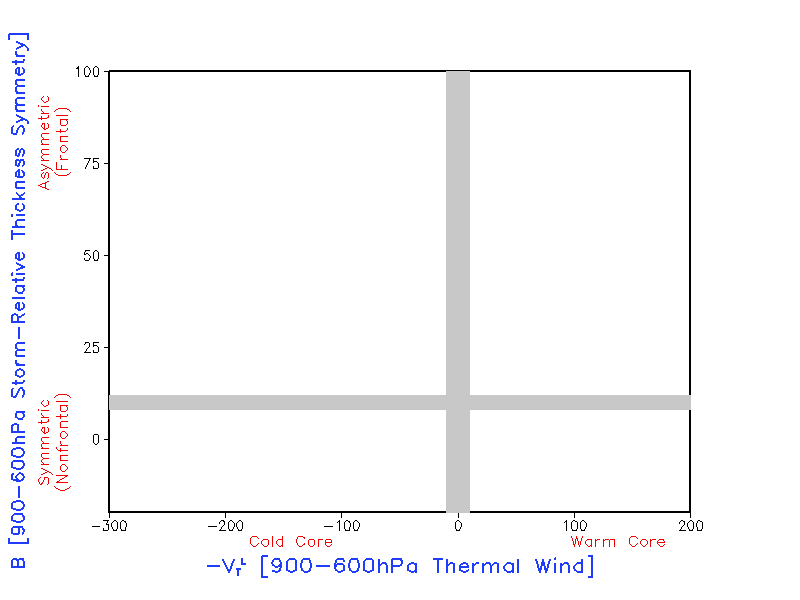 B [900-600hPa Storm-Relative Thickness Symmetry]
Asymmetric
(Frontal)
Symmetric
(Nonfrontal)
100
75
50
25
0
-300 -200 -100 0 100 200
Cold Core Warm Core
-V_T^L [900-600hPa Thermal Wind]